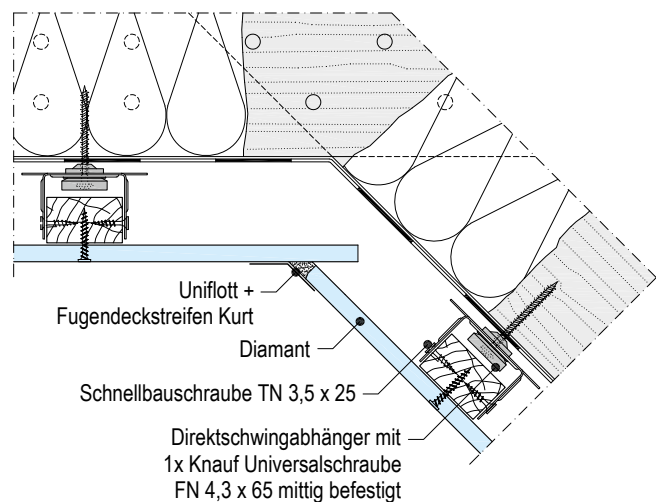 Uniflott +
Fugendeckstreifen Kurt
Diamant
Schnellbauschraube TN 3,5 x 25
Direktschwingabhänger mit
1x Knauf Universalschraube
FN 4,3 x 65 mittig befestigt